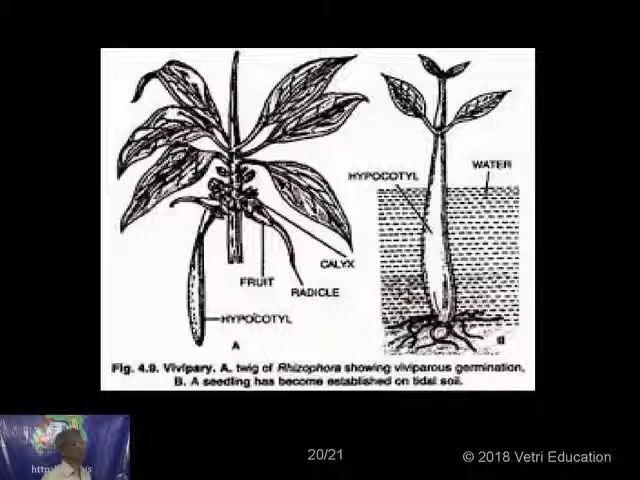 HYPOCOTYL
WATER
CALYX
FRUIT
RADICLE
HYPOCOTYL
A
B
Fig. 4.9. Vivipary. A. twig of Rhizophora showing viviparous germination,
B. A seedling has become established on tidal soil.
20/21
© 2018 Vetri Education